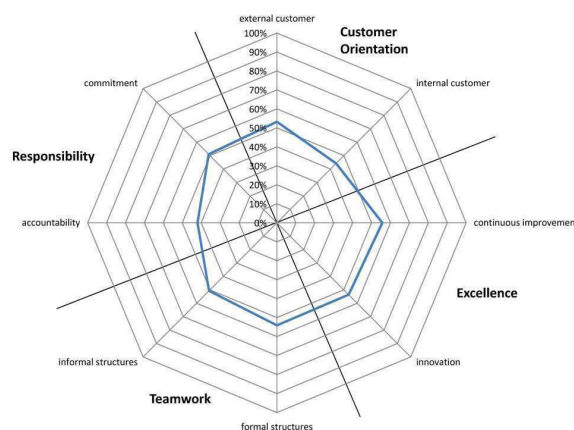 external customer
100%
90%
80%
70%
60%
50%
40%
30%
20%
10%
0%
Customer
Orientation
commitment
internal customer
Responsibility
accountability
continuous improvement
Excellence
informal structures
innovation
Teamwork
formal structures